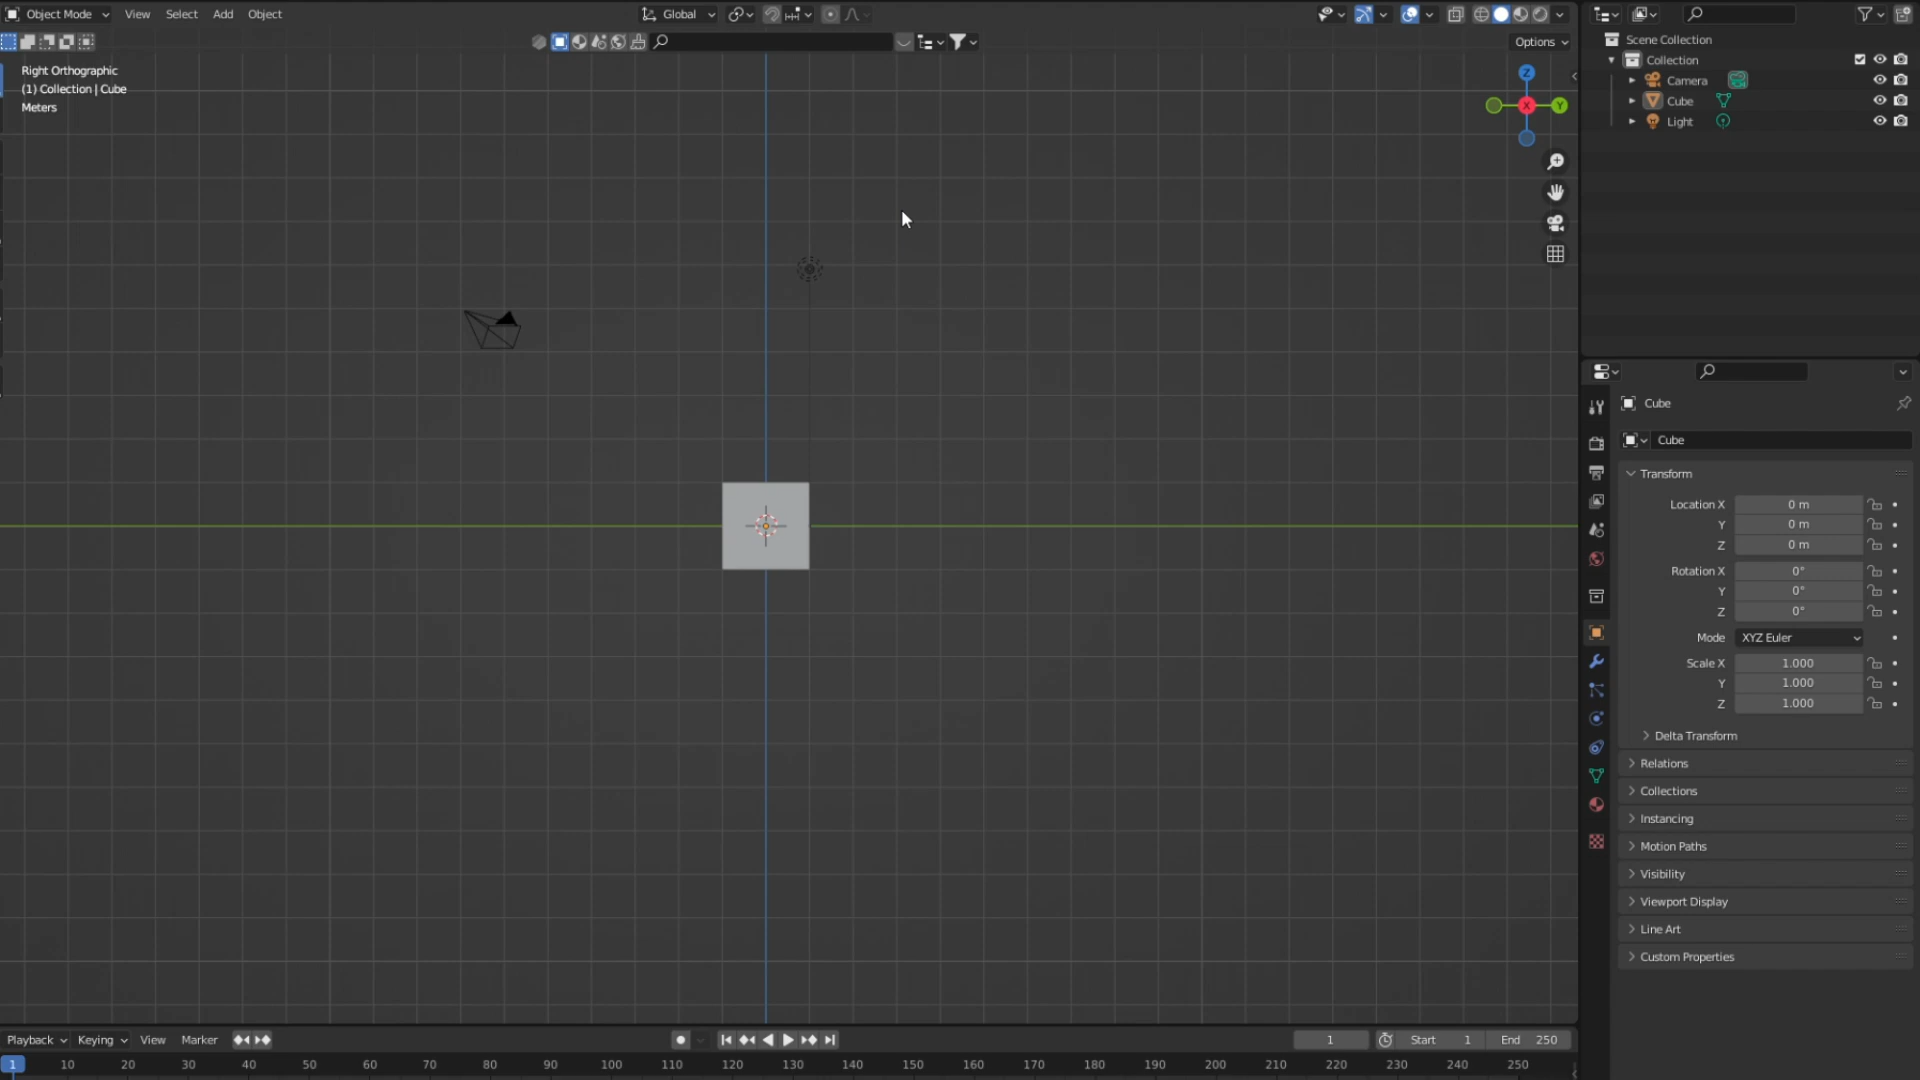 Object Mode View Select Add Object Global
Options
Right Orthographic
(1) Collection | Cube
Meters
Z
X Y
Scene Collection
Collection
Camera
Cube
Light
Cube
Cube
Transform
Location X 0 m
Y 0 m
Z 0 m
Rotation X 0°
Y 0°
Z 0°
Mode XYZ Euler
Scale X 1.000
Y 1.000
Z 1.000
Delta Transform
Relations
Collections
Instancing
Motion Paths
Visibility
Viewport Display
Line Art
Custom Properties
Playback Keying View Marker 1 Start 1 End 250
1 10 20 30 40 50 60 70 80 90 100 110 120 130 140 150 160 170 180 190 200 210 220 230 240 250